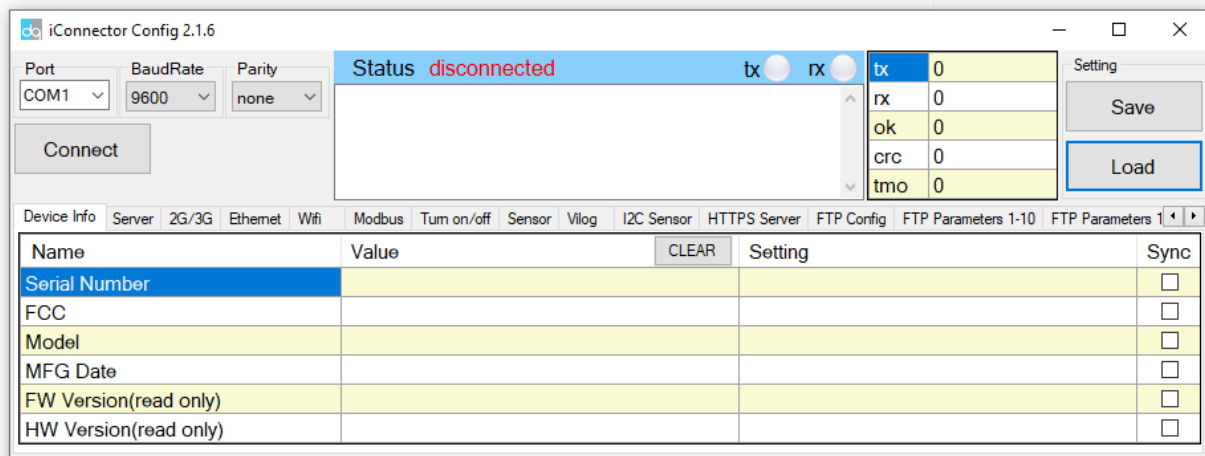 iConnector Config 2.1.6
Port BaudRate Parity
COM1 9600 none
Connect
Status disconnected tx rx
tx 0
rx 0
ok 0
crc 0
tmo 0
Setting
Save
Load
Device Info Server 2G/3G Ethernet Wifi Modbus Turn on/off Sensor Vilog I2C Sensor HTTPS Server FTP Config FTP Parameters 1-10 FTP Parameters 1
Name Value CLEAR Setting Sync
Serial Number
FCC
Model
MFG Date
FW Version(read only)
HW Version(read only)